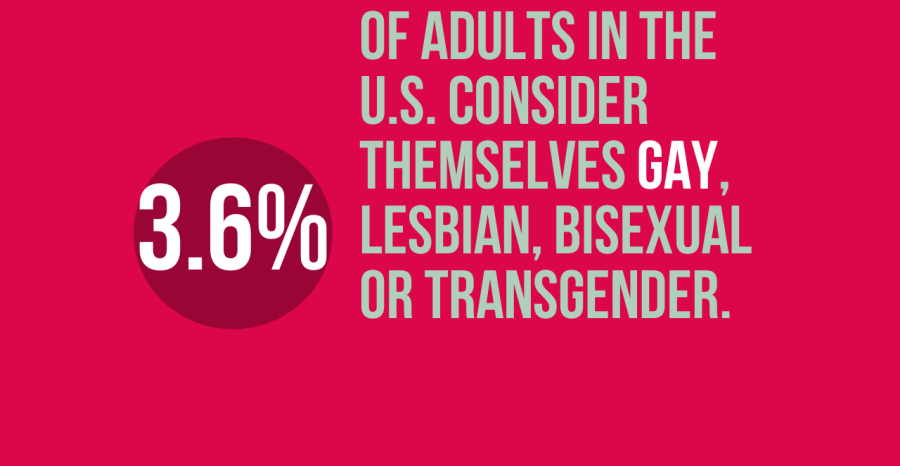 OF ADULTS IN THE
U.S. CONSIDER
THEMSELVES GAY,
3.6%
LESBIAN, BISEXUAL
OR TRANSGENDER.